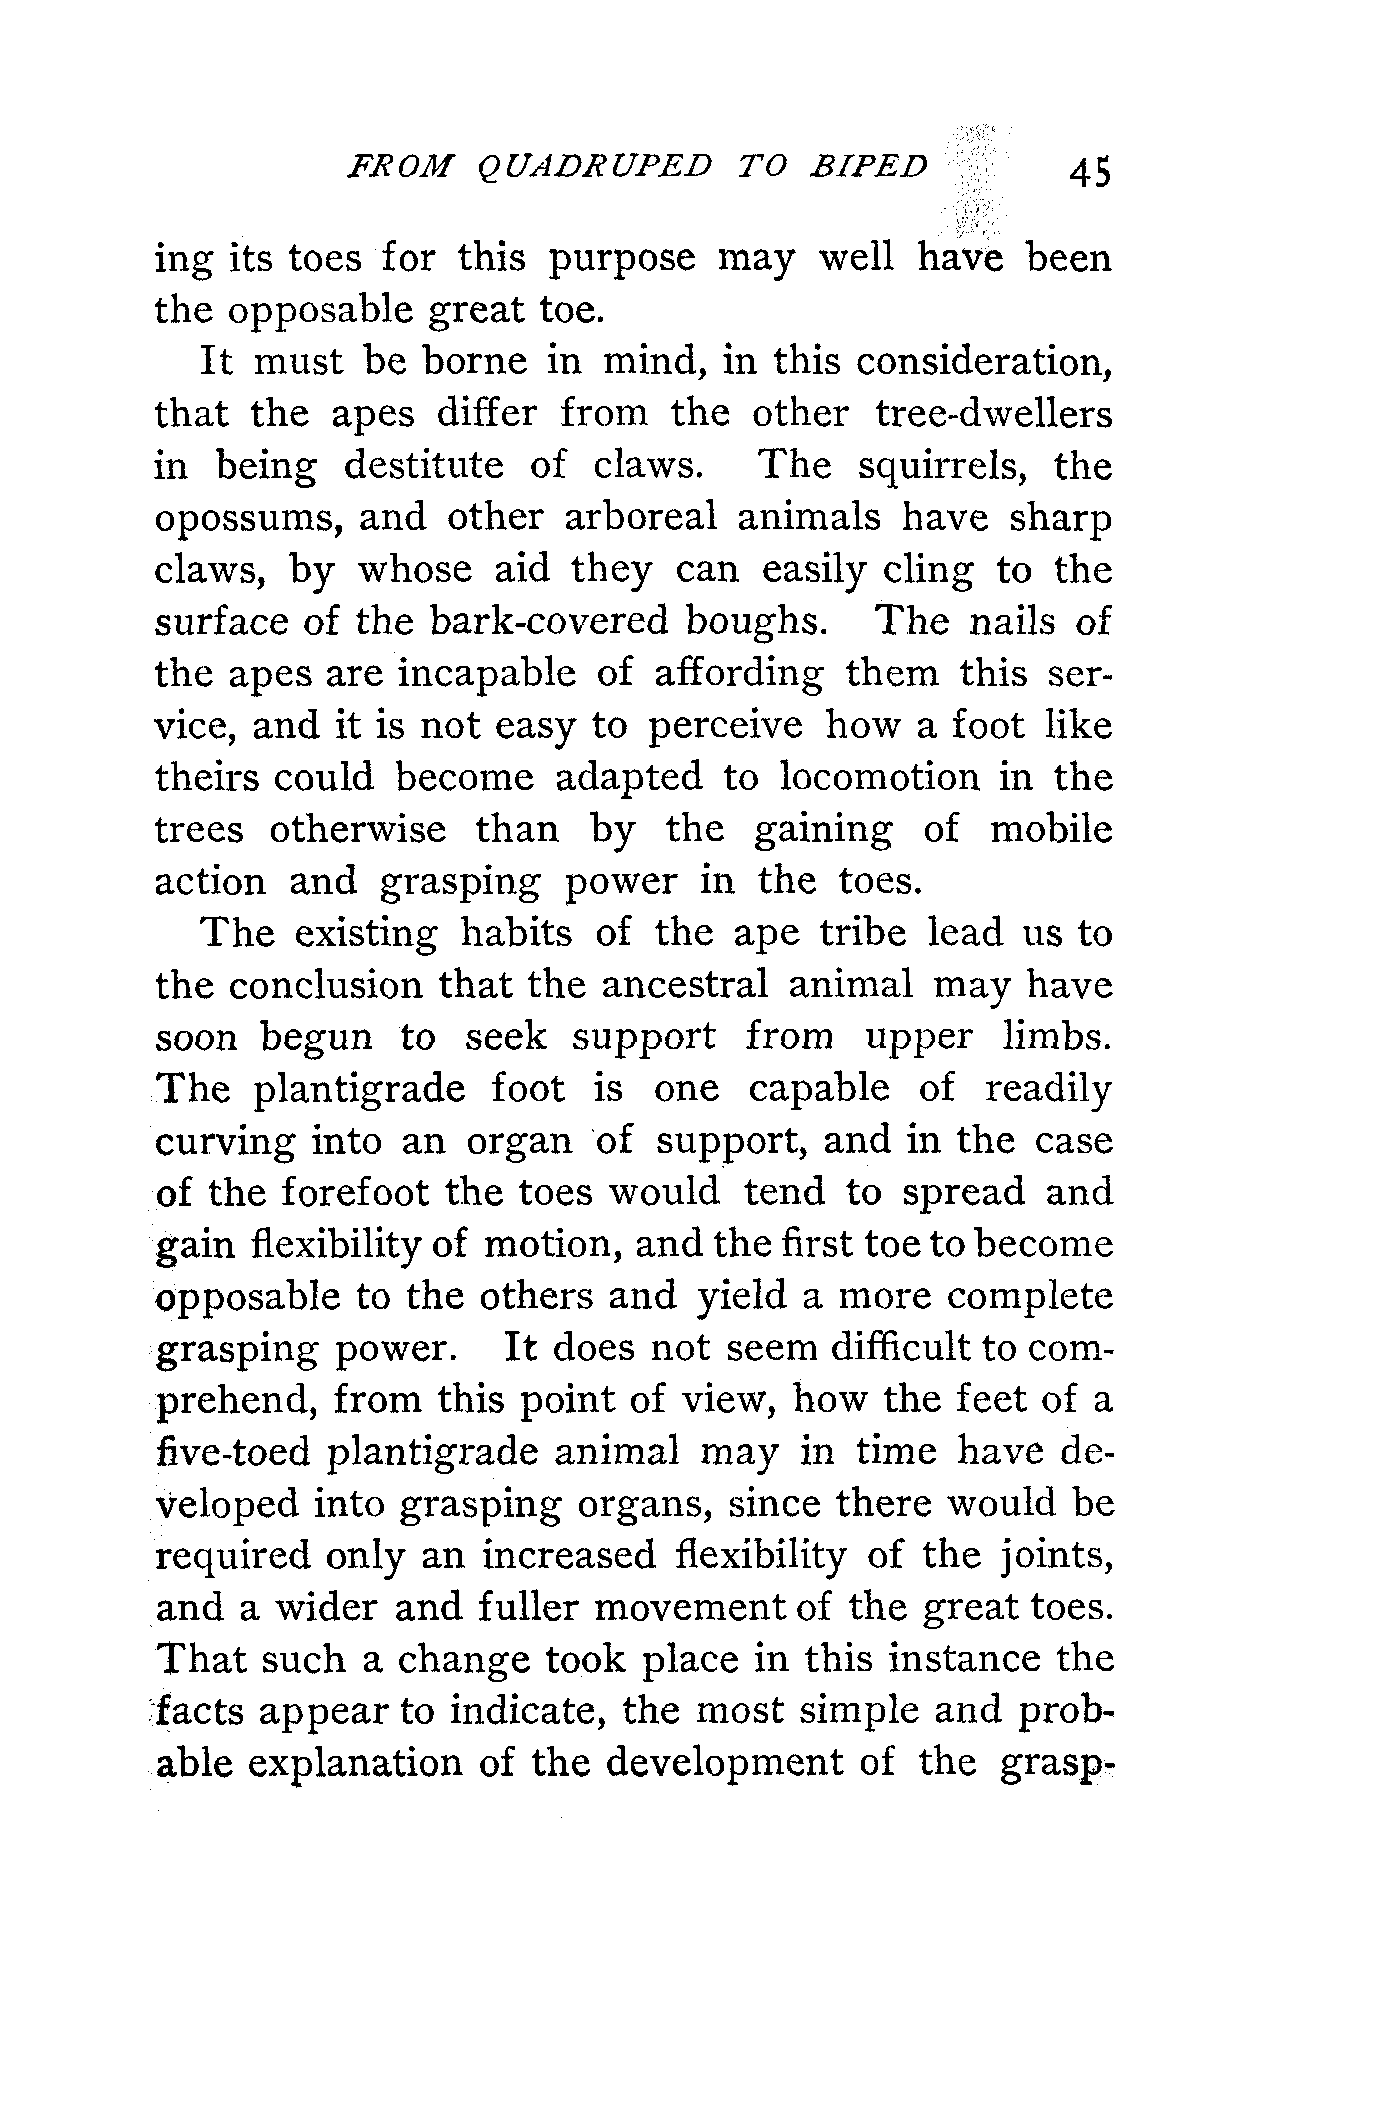 FROM QUADRUPED TO BIPED 45
ing its toes for this purpose may well have been
the opposable great toe.
It must be borne in mind, in this consideration,
that the apes differ from the other tree-dwellers
in being destitute of claws. The squirrels, the
opossums, and other arboreal animals have sharp
claws, by whose aid they can easily cling to the
surface of the bark-covered boughs. The nails of
the apes are incapable of affording them this ser-
vice, and it is not easy to perceive how a foot like
theirs could become adapted to locomotion in the
trees otherwise than by the gaining of mobile
action and grasping power in the toes.
The existing habits of the ape tribe lead us to
the conclusion that the ancestral animal may have
soon begun to seek support from upper limbs.
The plantigrade foot is one capable of readily
curving into an organ of support, and in the case
of the forefoot the toes would tend to spread and
gain flexibility of motion, and the first toe to become
opposable to the others and yield a more complete
grasping power. It does not seem difficult to com-
prehend, from this point of view, how the feet of a
five-toed plantigrade animal may in time have de-
veloped into grasping organs, since there would be
required only an increased flexibility of the joints,
and a wider and fuller movement of the great toes.
That such a change took place in this instance the
facts appear to indicate, the most simple and prob-
able explanation of the development of the grasp-